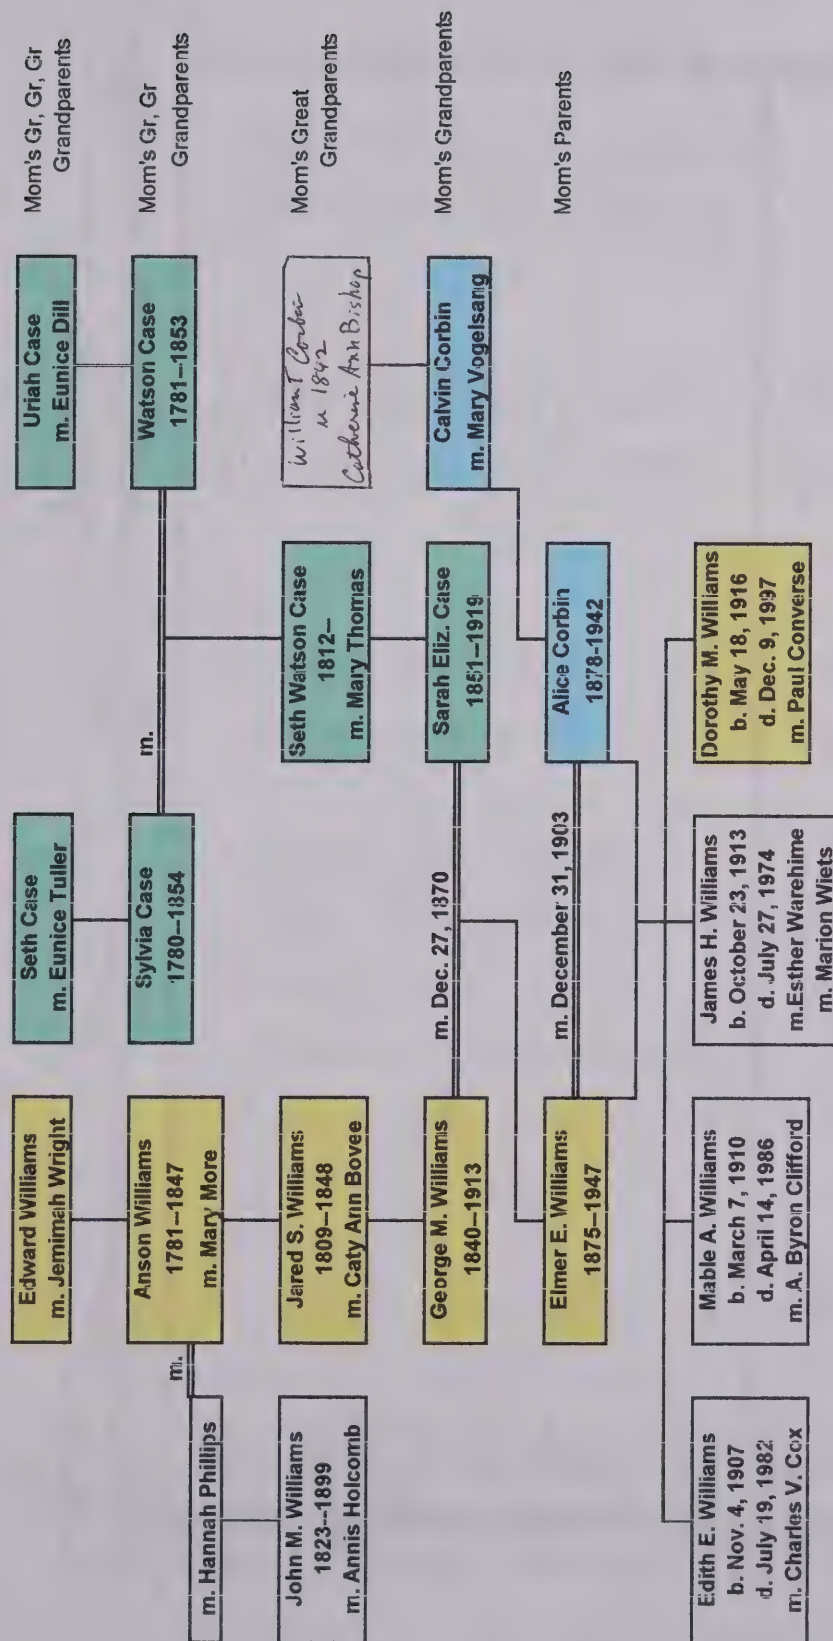 Edward Williams
m. Jemimah Wright
Seth Case
m. Eunice Tuller
Uriah Case
m. Eunice Dill
Mom's Gr, Gr, Gr
Grandparents
m. Hannah Phillips
m.
Anson Williams
1781–1847
m. Mary More
Sylvia Case
1780–1854
m.
Watson Case
1781–1853
Mom's Gr, Gr
Grandparents
John M. Williams
1823–1899
m. Annis Holcomb
Jared S. Williams
1809–1848
m. Caty Ann Bovee
Seth Watson Case
1812–
m. Mary Thomas
William T Corbin
m 1842
Catherine Ann Bishop
Mom's Great
Grandparents
George M. Williams
1840–1913
m. Dec. 27, 1870
Sarah Eliz. Case
1851–1919
Calvin Corbin
m. Mary Vogelsang
Mom's Grandparents
Elmer E. Williams
1875–1947
m. December 31, 1903
Alice Corbin
1878-1942
Mom's Parents
Edith E. Williams
b. Nov. 4, 1907
d. July 19, 1982
m. Charles V. Cox
Mable A. Williams
b. March 7, 1910
d. April 14, 1986
m. A. Byron Clifford
James H. Williams
b. October 23, 1913
d. July 27, 1974
m.Esther Warehime
m. Marion Wiets
Dorothy M. Williams
b. May 18, 1916
d. Dec. 9, 1997
m. Paul Converse